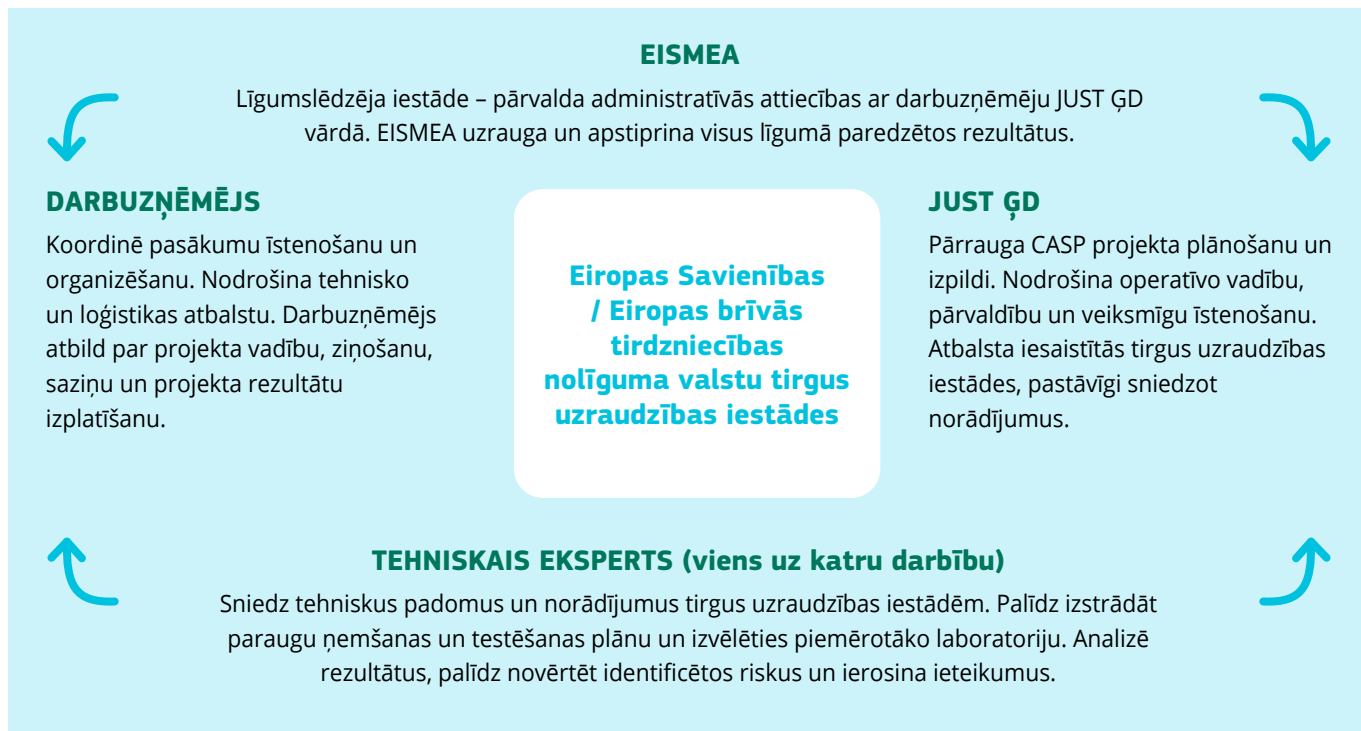 EISMEA
Līgumslēdzēja iestāde – pārvalda administratīvās attiecības ar darbuzņēmēju JUST ĢD
vārdā. EISMEA uzrauga un apstiprina visus līgumā paredzētos rezultātus.
DARBUZŅĒMĒJS
Koordinē pasākumu īstenošanu un
organizēšanu. Nodrošina tehnisko
un loģistikas atbalstu. Darbuzņēmējs
atbild par projekta vadību, ziņošanu,
saziņu un projekta rezultātu
izplatīšanu.
Eiropas Savienības
/ Eiropas brīvās
tirdzniecības
nolīguma valstu tirgus
uzraudzības iestādes
JUST ĢD
Pārrauga CASP projekta plānošanu un
izpildi. Nodrošina operatīvo vadību,
pārvaldību un veiksmīgu īstenošanu.
Atbalsta iesaistītās tirgus uzraudzības
iestādes, pastāvīgi sniedzot
norādījumus.
TEHNISKAIS EKSPERTS (viens uz katru darbību)
Sniedz tehniskus padomus un norādījumus tirgus uzraudzības iestādēm. Palīdz izstrādāt
paraugu ņemšanas un testēšanas plānu un izvēlēties piemērotāko laboratoriju. Analizē
rezultātus, palīdz novērtēt identificētos riskus un ierosina ieteikumus.